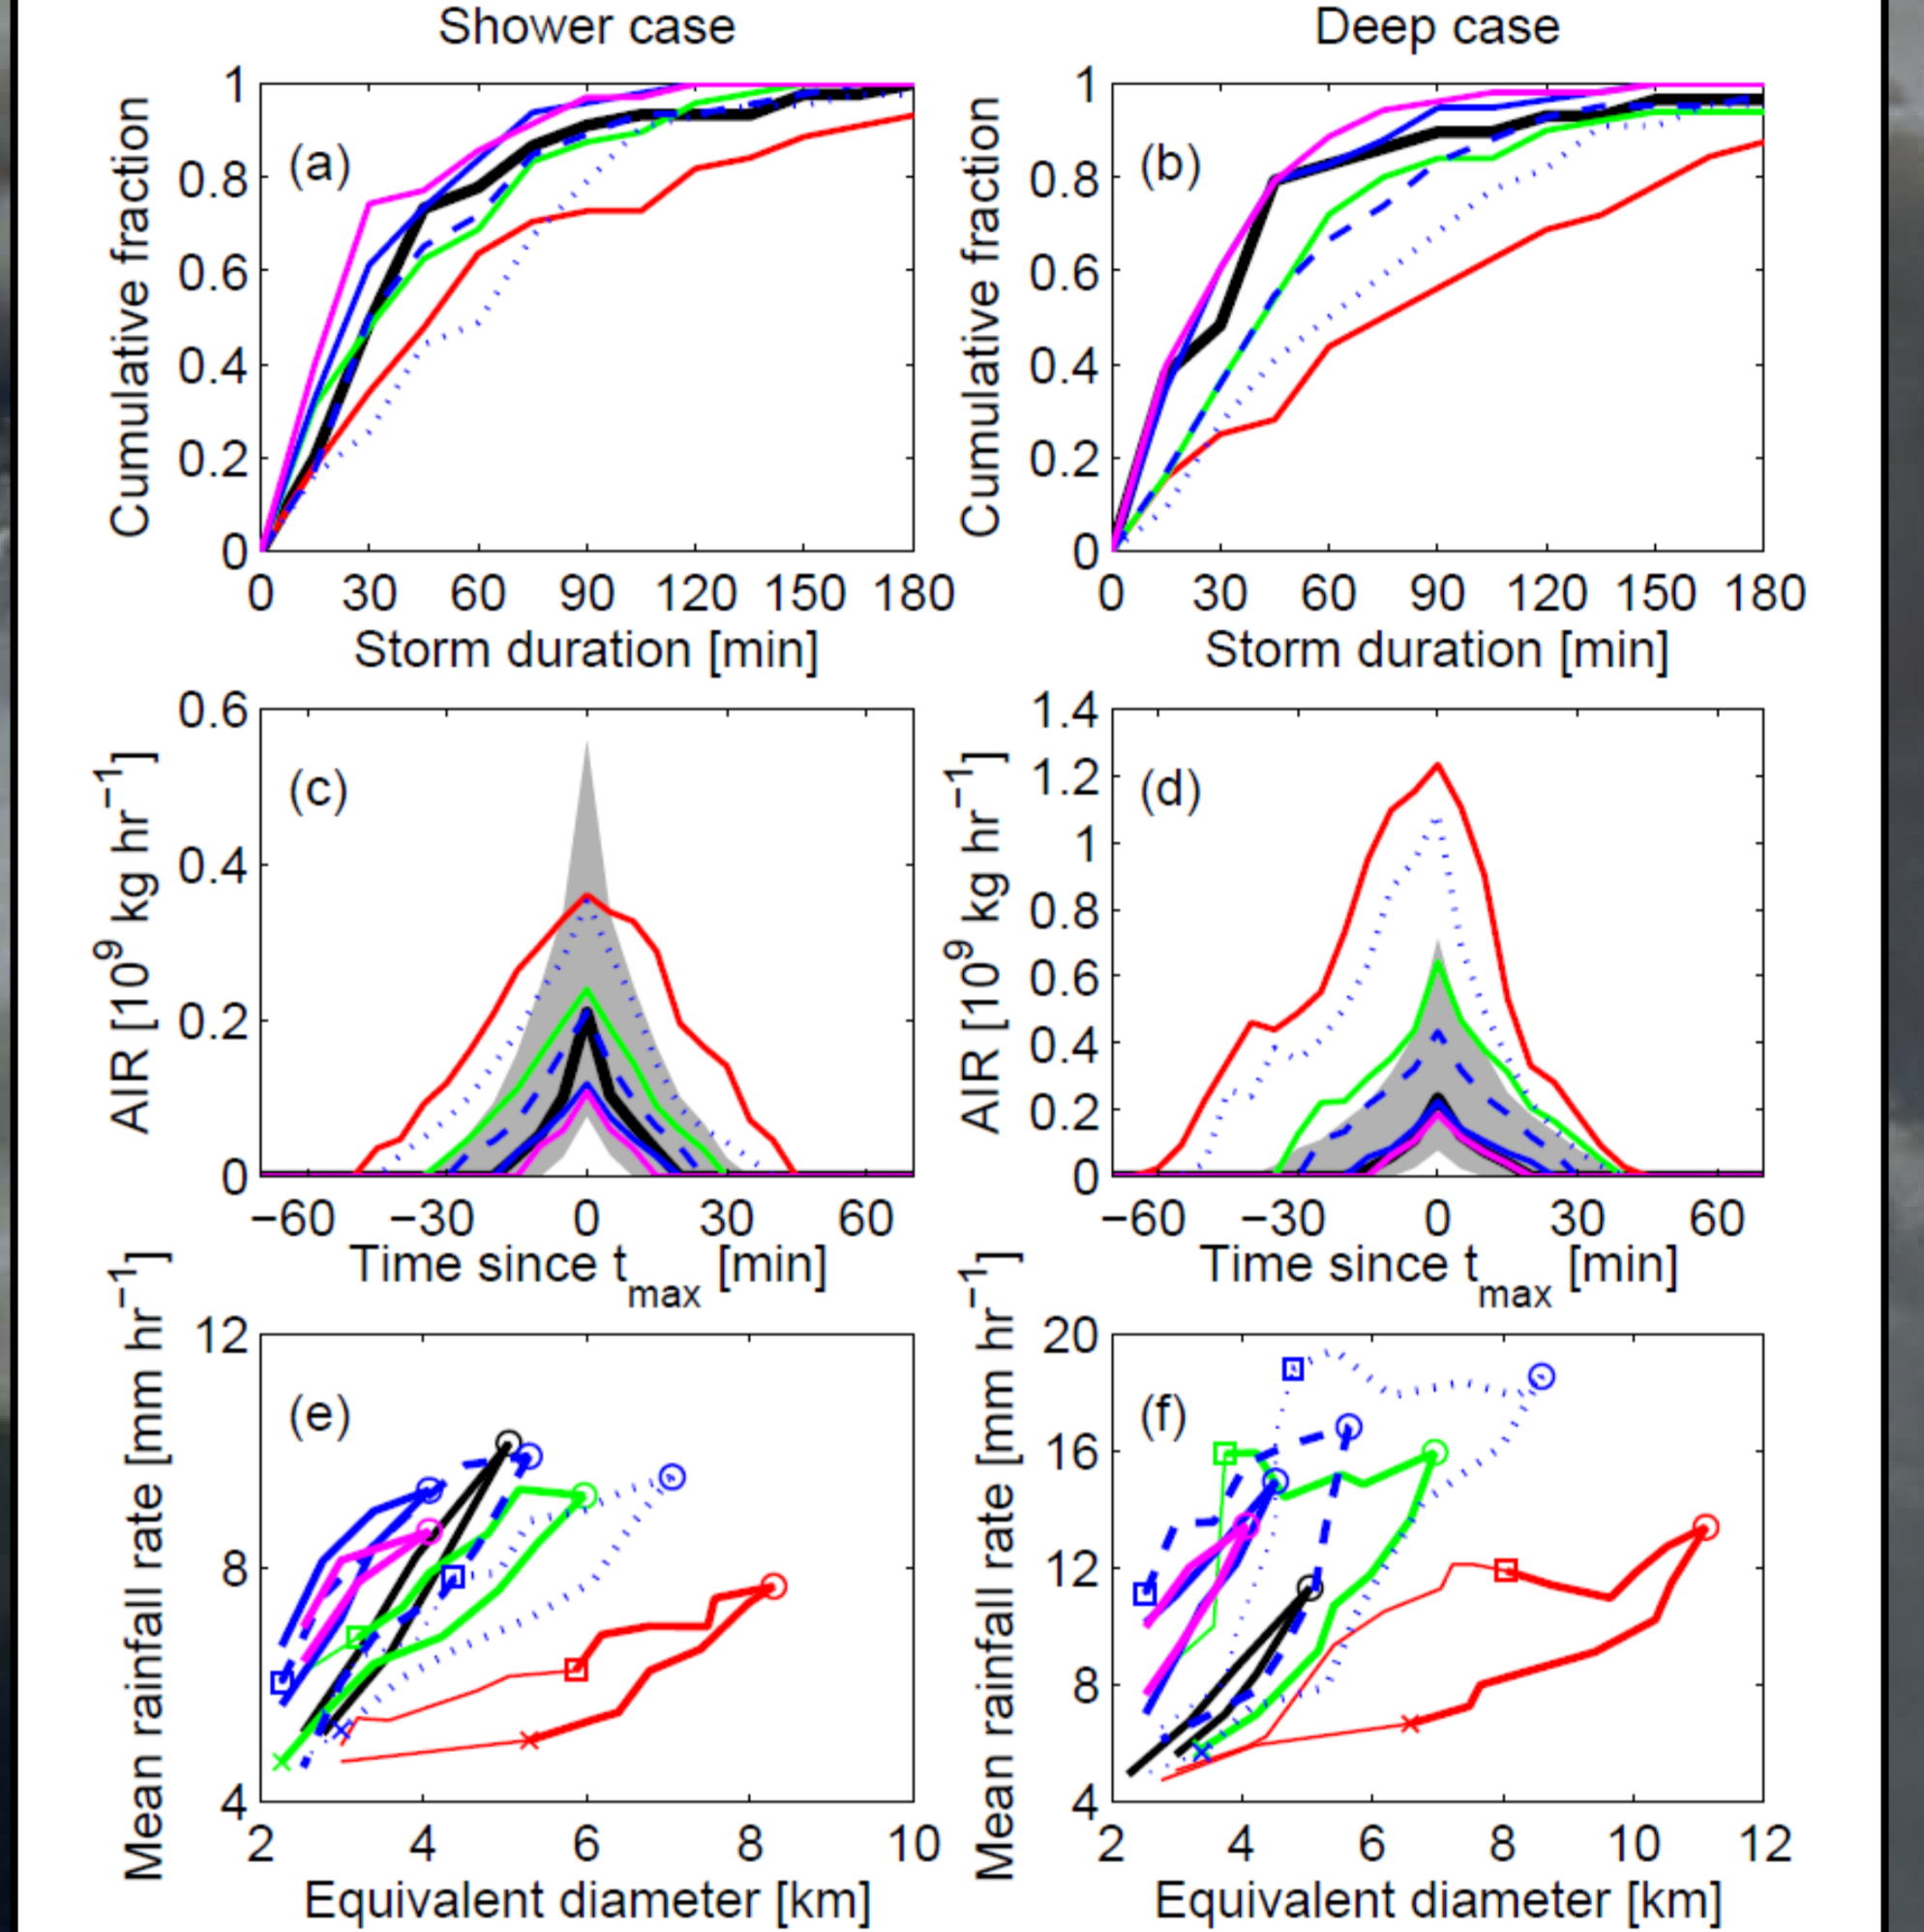 Shower case
Deep case
Cumulative fraction
1
0.8
0.6
0.4
0.2
0
(a)
0 30 60 90 120 150 180
Storm duration [min]
Cumulative fraction
1
0.8
0.6
0.4
0.2
0
(b)
0 30 60 90 120 150 180
Storm duration [min]
AIR [10⁹ kg hr⁻¹]
0.6
0.4
0.2
0
(c)
−60 −30 0 30 60
Time since t_max [min]
AIR [10⁹ kg hr⁻¹]
1.4
1.2
1
0.8
0.6
0.4
0.2
0
(d)
−60 −30 0 30 60
Time since t_max [min]
Mean rainfall rate [mm hr⁻¹]
12
8
4
(e)
2 4 6 8 10
Equivalent diameter [km]
Mean rainfall rate [mm hr⁻¹]
20
16
12
8
4
(f)
2 4 6 8 10 12
Equivalent diameter [km]